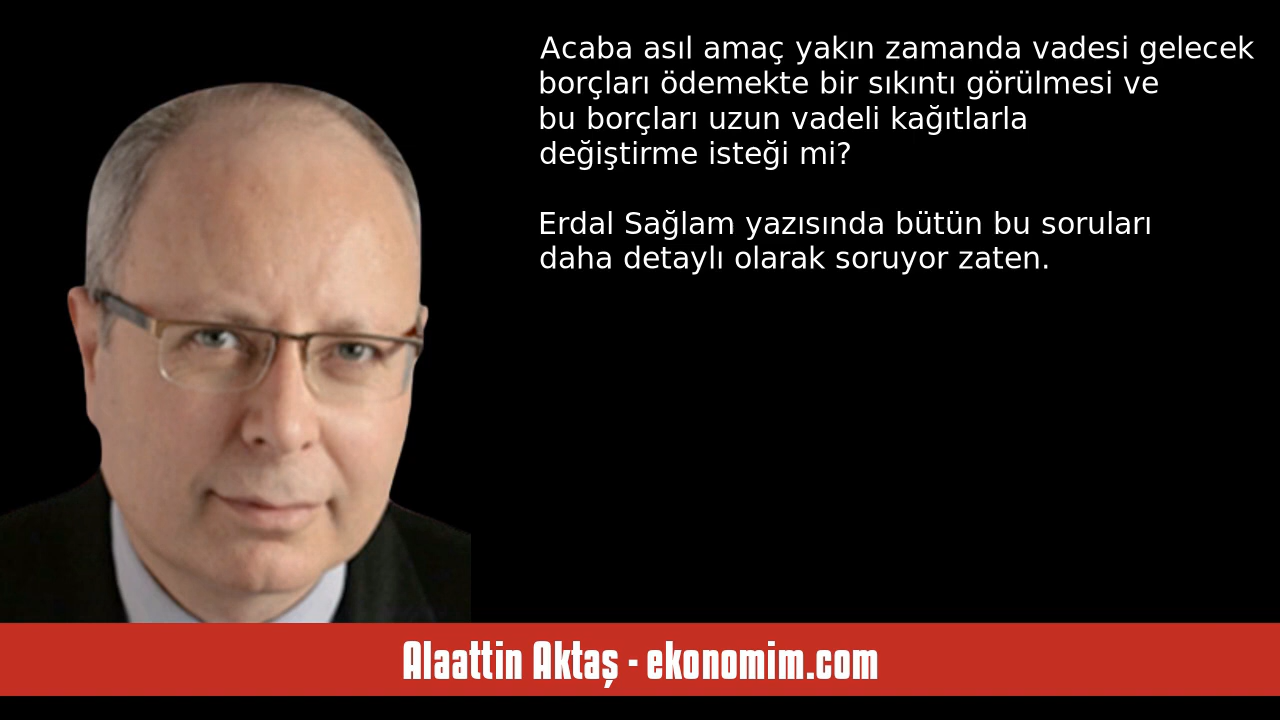 Acaba asıl amaç yakın zamanda vadesi gelecek
borçları ödemekte bir sıkıntı görülmesi ve
bu borçları uzun vadeli kağıtlarla
değiştirme isteği mi?
Erdal Sağlam yazısında bütün bu soruları
daha detaylı olarak soruyor zaten.
Alaattin Aktaş - ekonomim.com